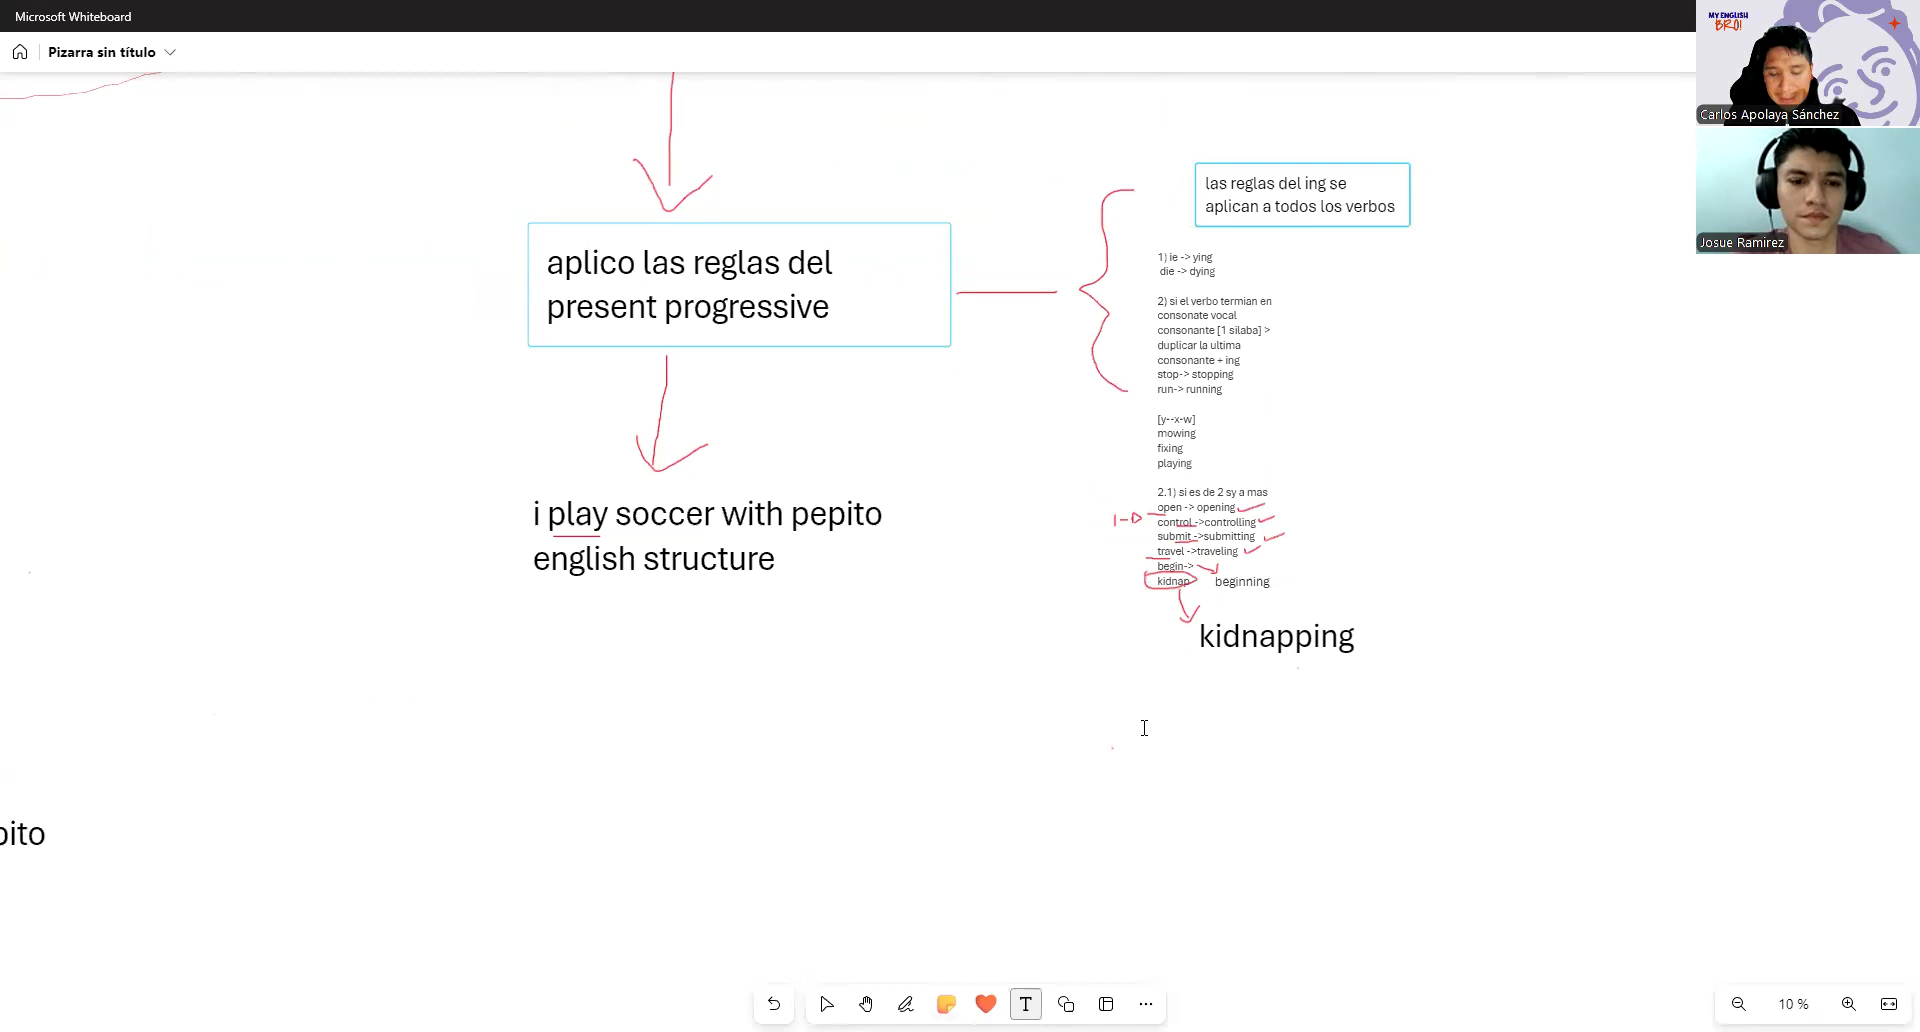 Microsoft Whiteboard
Pizarra sin título
MY ENGLISH
BRO!
Carlos Apolaya Sánchez
Josue Ramirez
aplico las reglas del
present progressive
i play soccer with pepito
english structure
las reglas del ing se
aplican a todos los verbos
1) ie -> ying
die -> dying
2) si el verbo termian en
consonate vocal
consonante [1 silaba] >
duplicar la ultima
consonante + ing
stop-> stopping
run-> running
[y--x-w]
mowing
fixing
playing
2.1) si es de 2 sy a mas
open -> opening
control ->controlling
submit ->submitting
travel ->traveling
begin->
kidnap
beginning
kidnapping
pito
T
10 %